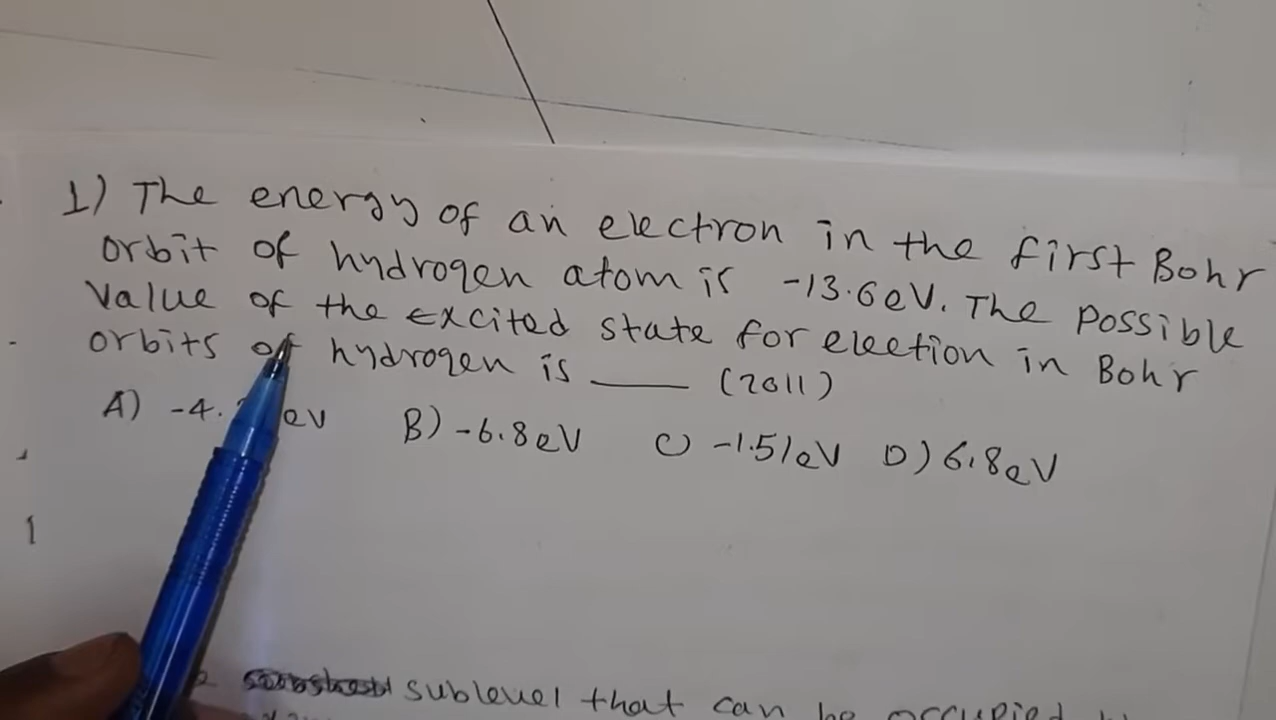 1) The energy of an electron in the first Bohr
orbit of hydrogen atom is -13.6eV. The possible
Value of the excited state for election in Bohr
orbits of hydrogen is ____ (2011)
A) -4. eV B) -6.8eV C) -1.51eV D) 6.8eV
sublevel that can be occupied